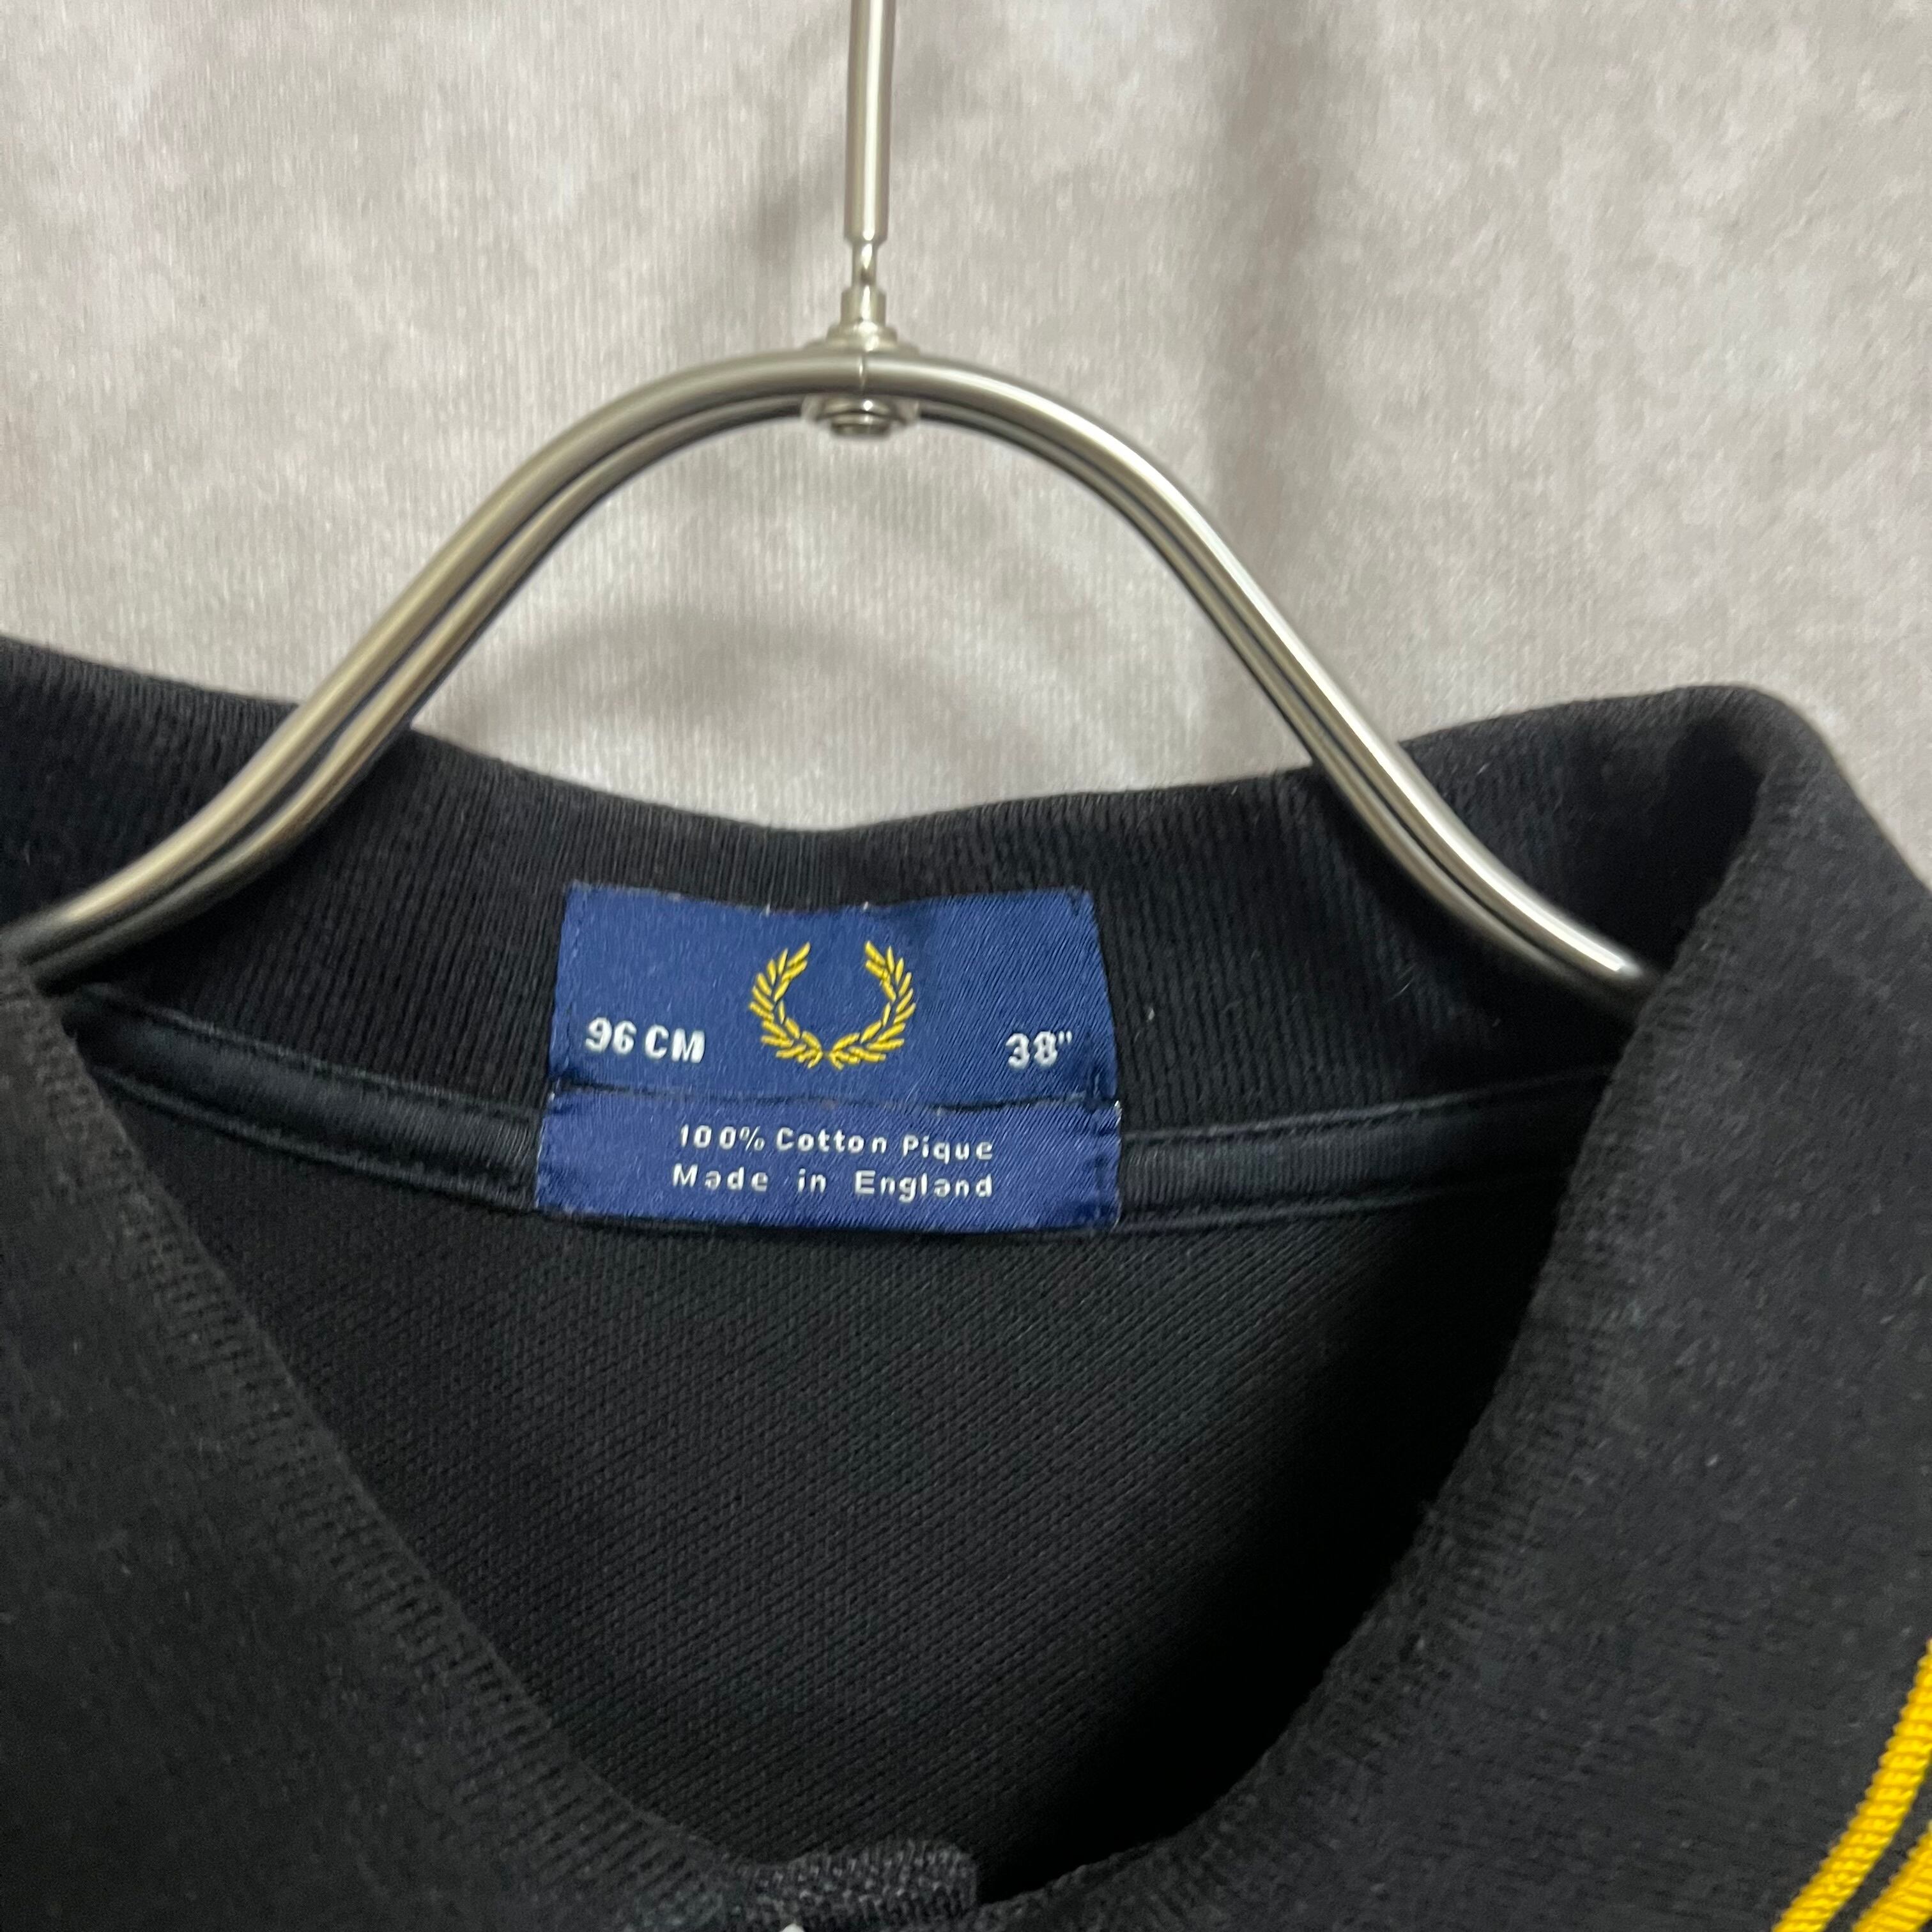 96 CM 38"
100% Cotton Pique
Made in England